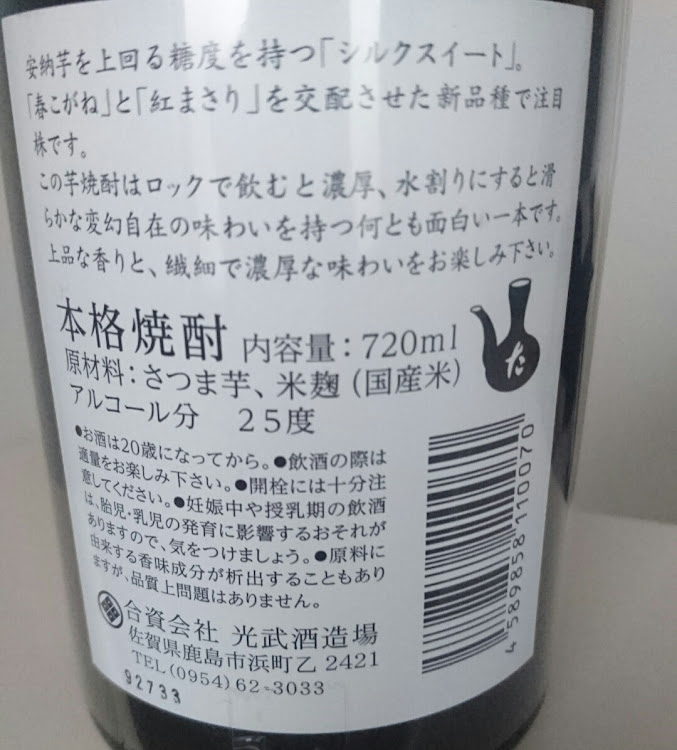 安納芋を上回る糖度を持つ「シルクスイート」。
「春こがね」と「紅まさり」を交配させた新品種で注目
株です。
この芋焼酎はロックで飲むと濃厚、水割りにすると滑
らかな変幻自在の味わいを持つ何とも面白い一本です。
上品な香りと、繊細で濃厚な味わいをお楽しみ下さい。
本格焼酎 内容量：720ml
原材料：さつま芋、米麹（国産米）
アルコール分 25度
た
●お酒は20歳になってから。●飲酒の際は
適量をお楽しみ下さい。●開栓には十分注
意してください。●妊娠中や授乳期の飲酒
は、胎児・乳児の発育に影響するおそれが
ありますので、気をつけましょう。●原料に
由来する香味成分が析出することもあり
ますが、品質上問題はありません。
合資会社 光武酒造場
佐賀県鹿島市浜町乙 2421
TEL (0954) 62-3033
92733
4 589858 110070